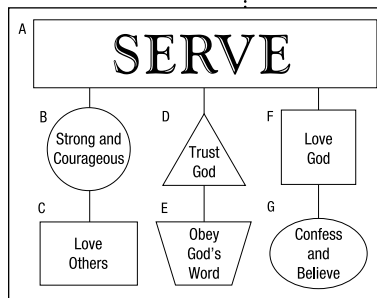 A
SERVE
B
Strong and
Courageous
D
Trust
God
F
Love
God
C
Love
Others
E
Obey
God's
Word
G
Confess
and
Believe